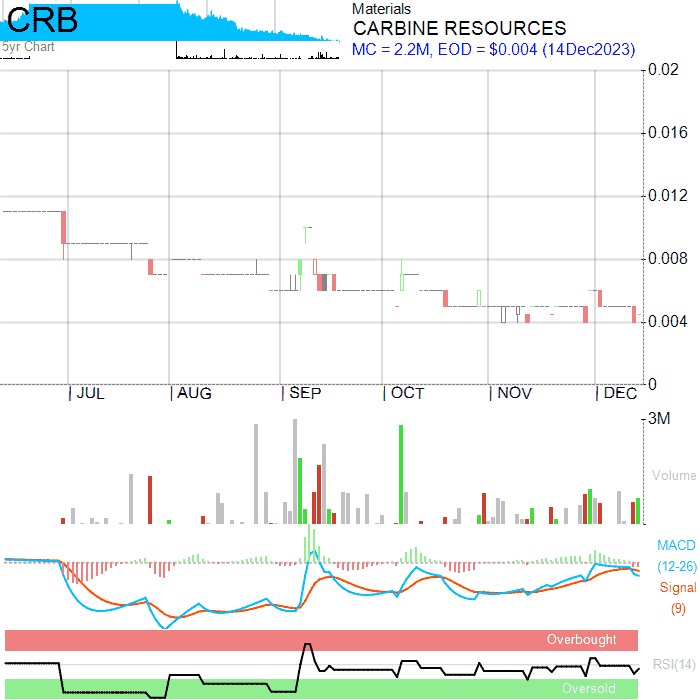 CRB
5yr Chart
Materials
CARBINE RESOURCES
MC = 2.2M, EOD = $0.004 (14Dec2023)
0.02
0.016
0.012
0.008
0.004
0
JUL AUG SEP OCT NOV DEC
3M
Volume
MACD
(12-26)
Signal
(9)
Overbought
RSI(14)
Oversold